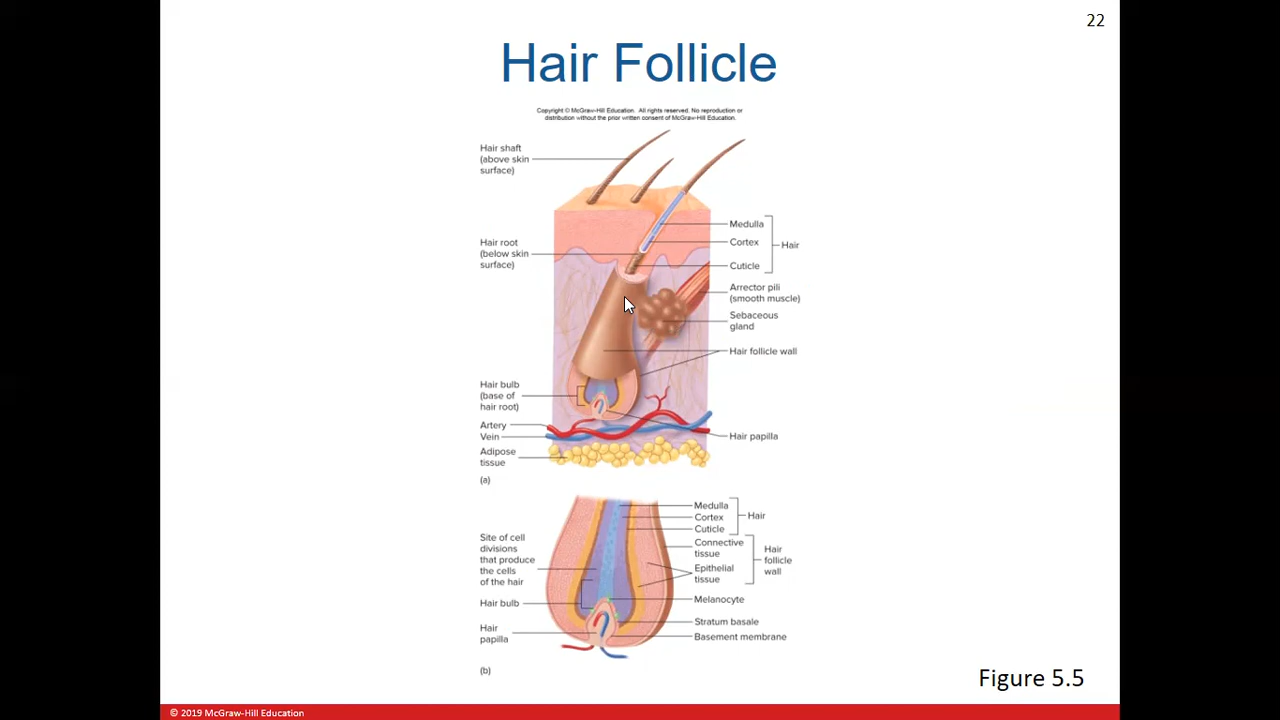 22
Hair Follicle
Copyright © McGraw-Hill Education. All rights reserved. No reproduction or
distribution without the prior written consent of McGraw-Hill Education.
Hair shaft
(above skin
surface)
Hair root
(below skin
surface)
Medulla
Cortex
Hair
Cuticle
Arrector pili
(smooth muscle)
Sebaceous
gland
Hair follicle wall
Hair bulb
(base of
hair root)
Artery
Vein
Hair papilla
Adipose
tissue
(a)
Medulla
Cortex
Hair
Cuticle
Connective
tissue
Epithelial
tissue
Hair
follicle
wall
Site of cell
divisions
that produce
the cells
of the hair
Hair bulb
Melanocyte
Stratum basale
Hair
papilla
Basement membrane
(b)
Figure 5.5
© 2019 McGraw-Hill Education